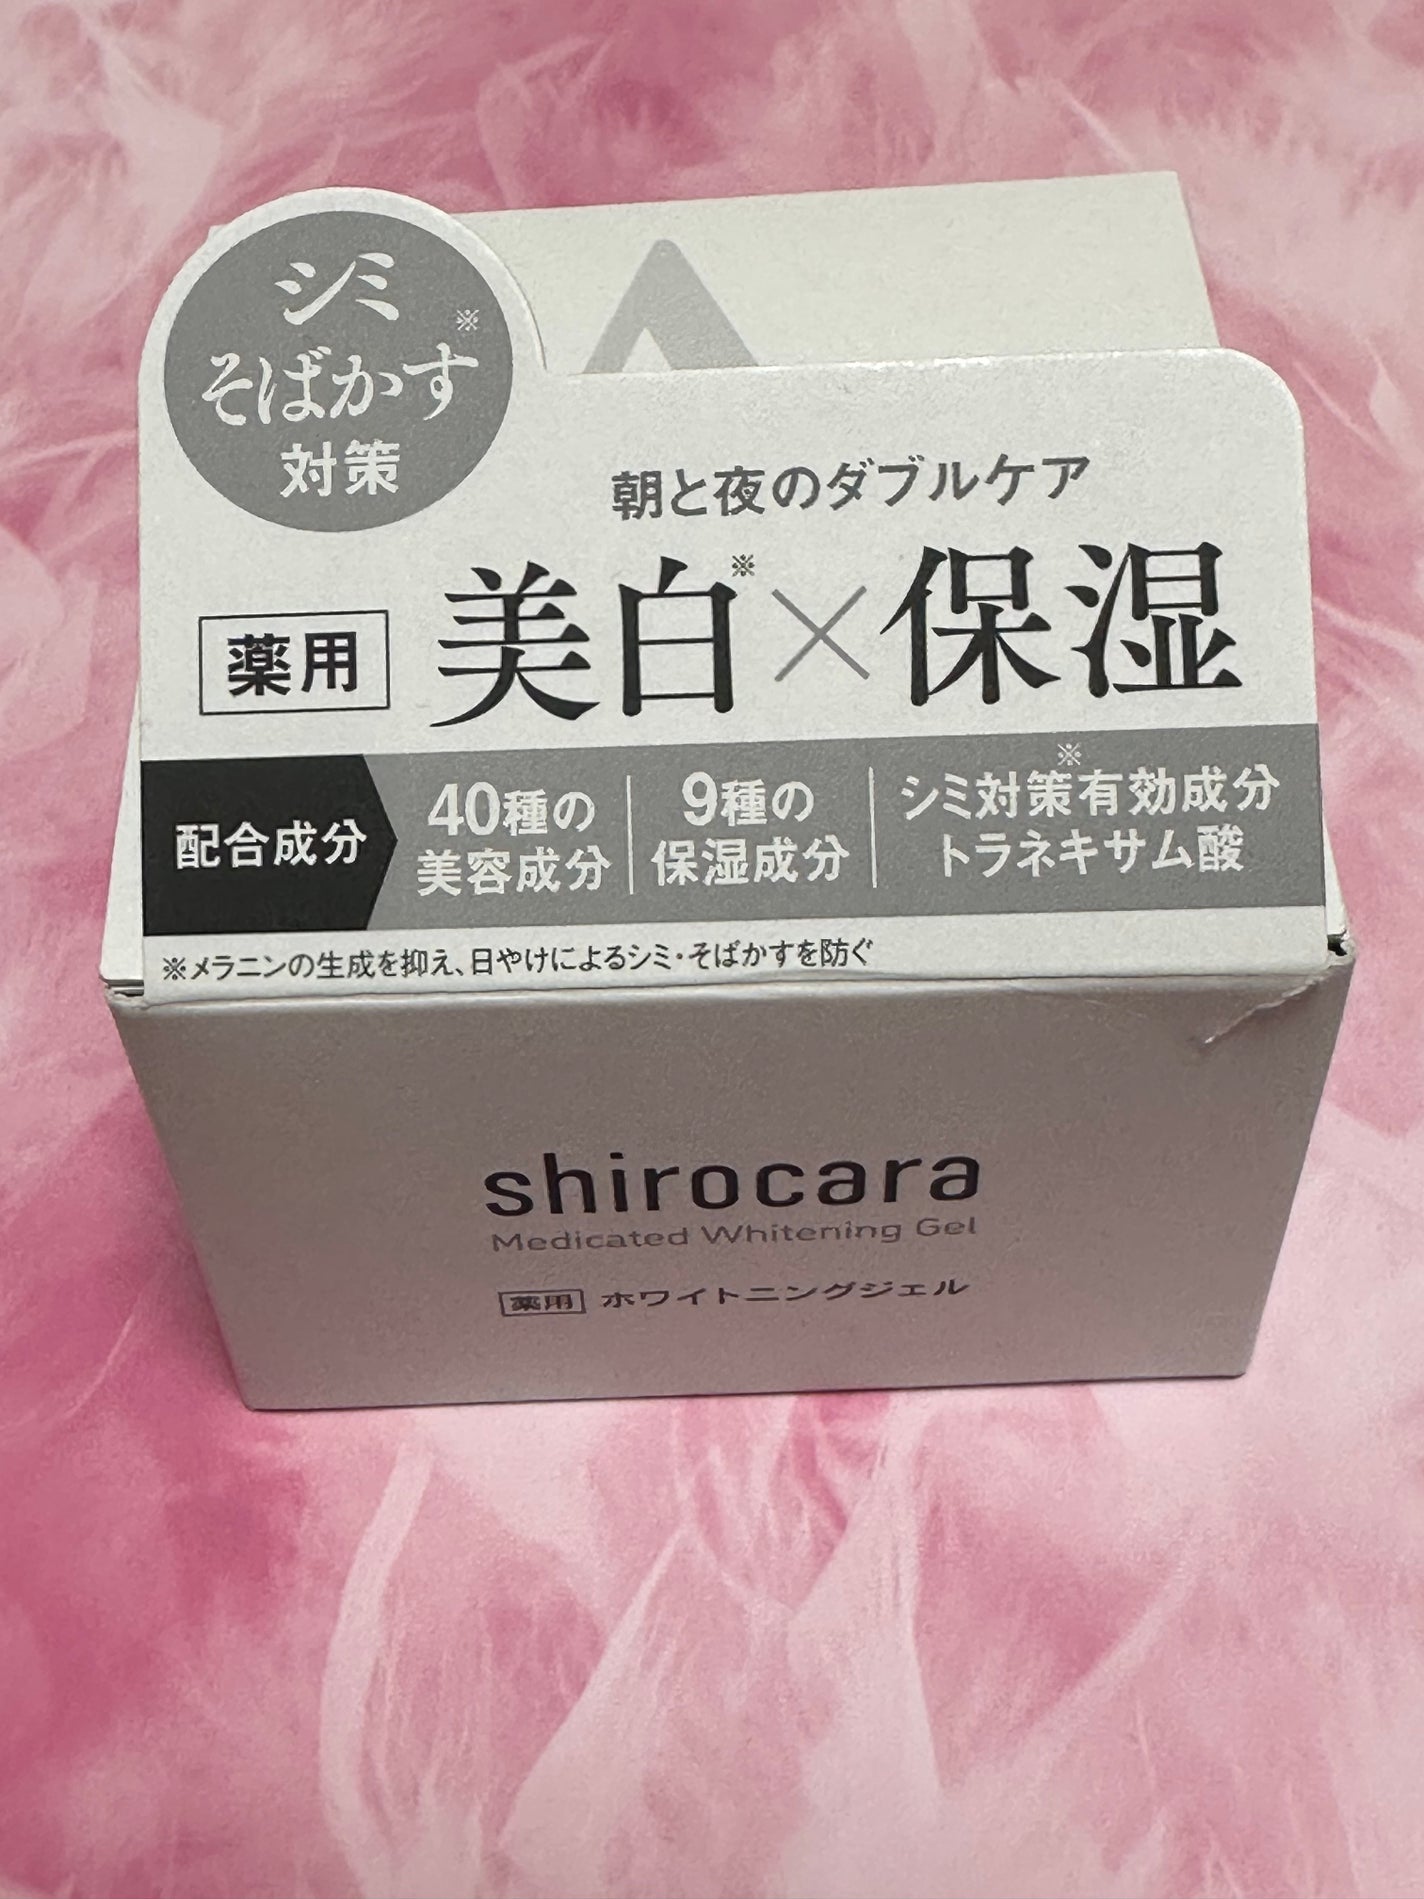 シミ
そばかす※
対策
朝と夜のダブルケア
薬用 美白※×保湿
配合成分
40種の
美容成分
9種の
保湿成分
シミ対策※有効成分
トラネキサム酸
※メラニンの生成を抑え、日やけによるシミ・そばかすを防ぐ
shirocara
Medicated Whitening Gel
薬用 ホワイトニングジェル